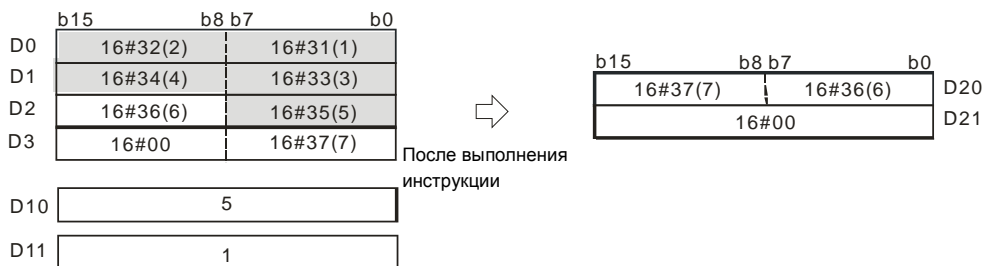 b15 b8 b7 b0
D0 16#32(2) 16#31(1)
D1 16#34(4) 16#33(3)
D2 16#36(6) 16#35(5)
D3 16#00 16#37(7)
После выполнения
инструкции
D10 5
D11 1
b15 b8 b7 b0
16#37(7) 16#36(6) D20
16#00 D21